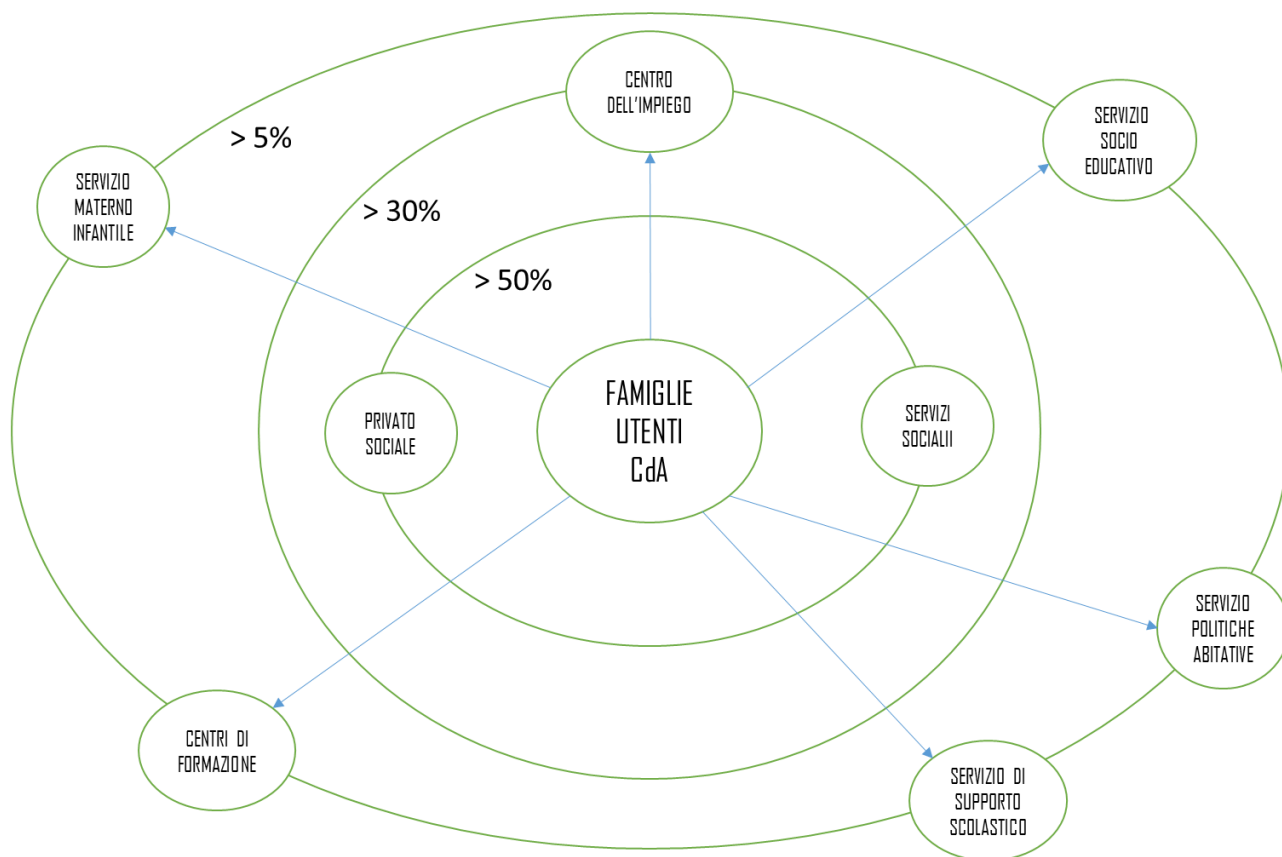 CENTRO
DELL'IMPIEGO
SERVIZIO
SOCIO
EDUCATIVO
> 5%
SERVIZIO
MATERNO
INFANTILE
> 30%
> 50%
FAMIGLIE
UTENTI
CdA
PRIVATO
SOCIALE
SERVIZI
SOCIALII
SERVIZIO
POLITICHE
ABITATIVE
CENTRI DI
FORMAZIONE
SERVIZIO DI
SUPPORTO
SCOLASTICO